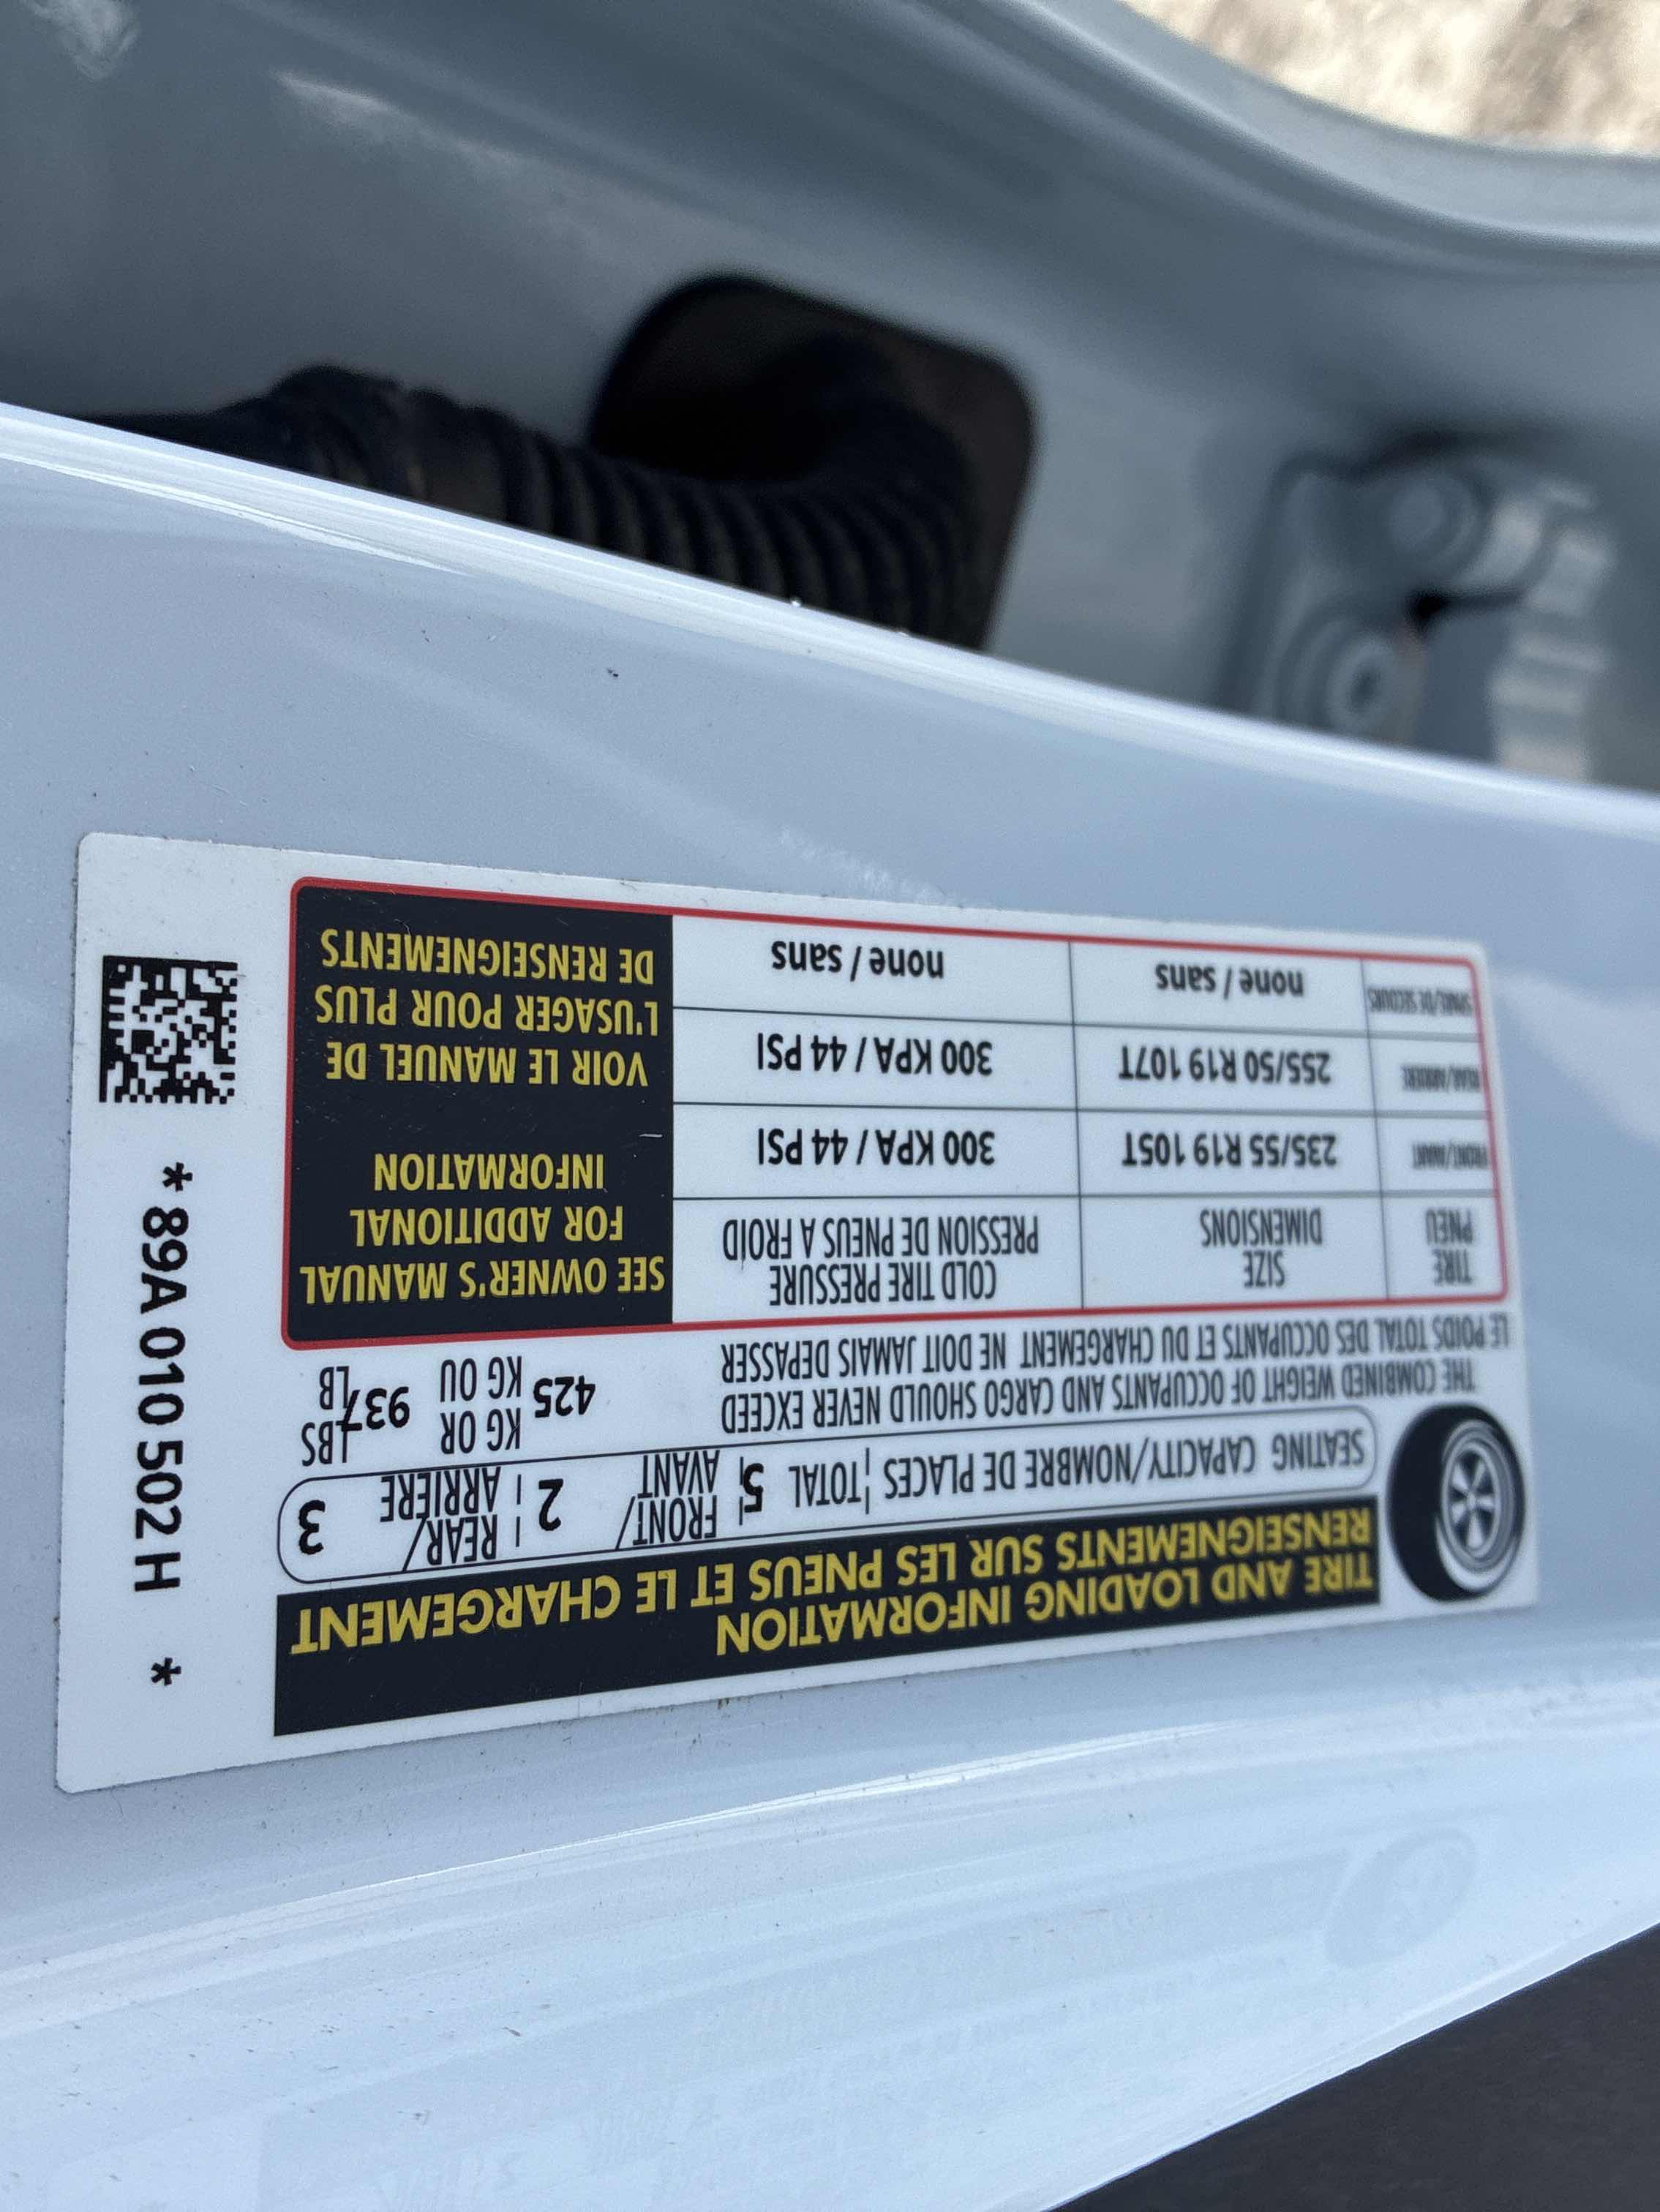 TIRE AND LOADING INFORMATION
RENSEIGNEMENTS SUR LES PNEUS ET LE CHARGEMENT
SEATING CAPACITY/NOMBRE DE PLACES TOTAL 5 FRONT/AVANT 2 REAR/ARRIÈRE 3
THE COMBINED WEIGHT OF OCCUPANTS AND CARGO SHOULD NEVER EXCEED 425 KG OR 937 LBS
LE POIDS TOTAL DES OCCUPANTS ET DU CHARGEMENT NE DOIT JAMAIS DÉPASSER KG OU LB
TIRE PNEU
SIZE DIMENSIONS
COLD TIRE PRESSURE PRESSION DE PNEUS A FROID
FRONT/AVANT 235/55 R19 105T 300 KPA / 44 PSI
REAR/ARRIÈRE 255/50 R19 107T 300 KPA / 44 PSI
SPARE/DE SECOURS none / sans none / sans
SEE OWNER'S MANUAL
FOR ADDITIONAL
INFORMATION
VOIR LE MANUEL DE
L'USAGER POUR PLUS
DE RENSEIGNEMENTS
* 89A 010 502 H *